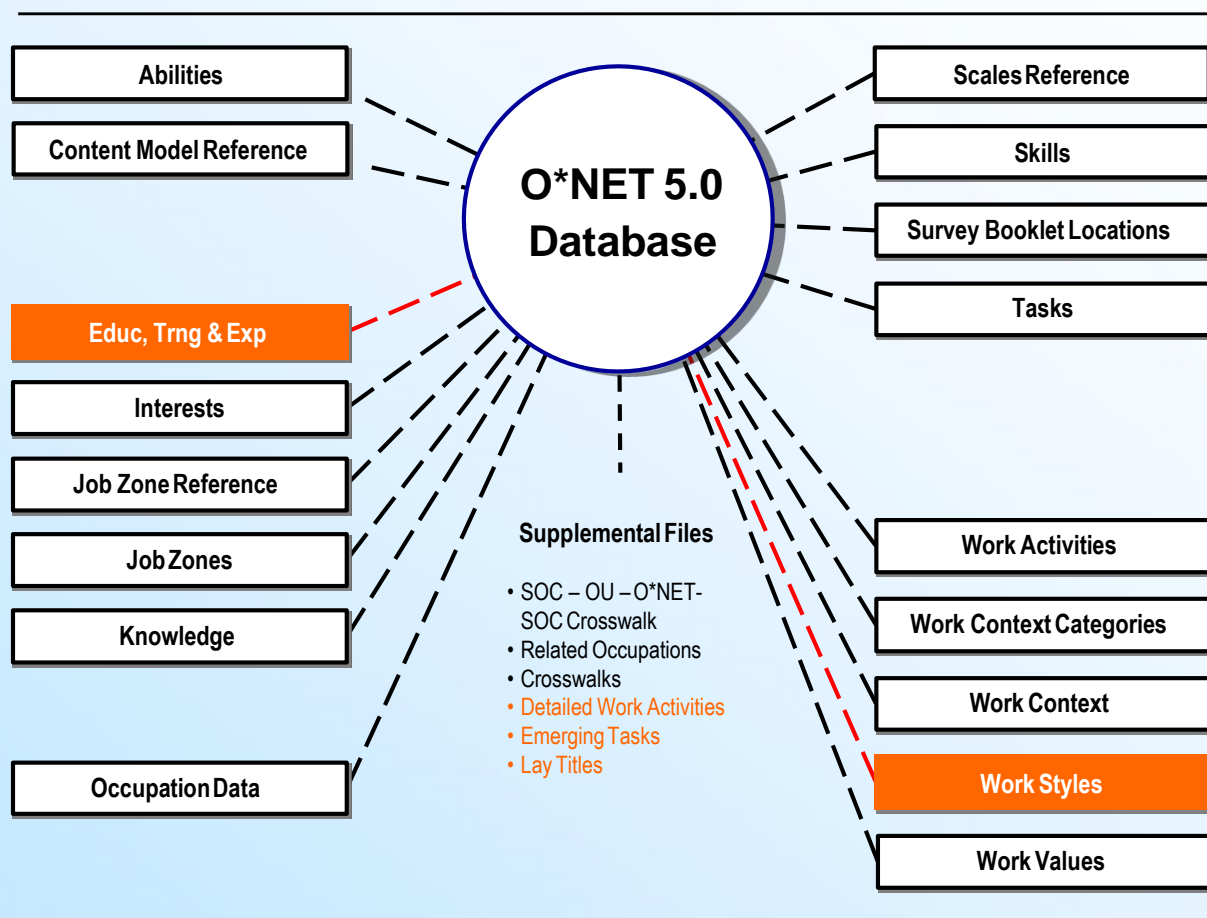 Abilities
Content Model Reference
Educ, Trng & Exp
Interests
Job Zone Reference
Job Zones
Knowledge
Occupation Data
O*NET 5.0
Database
Supplemental Files
• SOC – OU – O*NET-
SOC Crosswalk
• Related Occupations
• Crosswalks
• Detailed Work Activities
• Emerging Tasks
• Lay Titles
Scales Reference
Skills
Survey Booklet Locations
Tasks
Work Activities
Work Context Categories
Work Context
Work Styles
Work Values